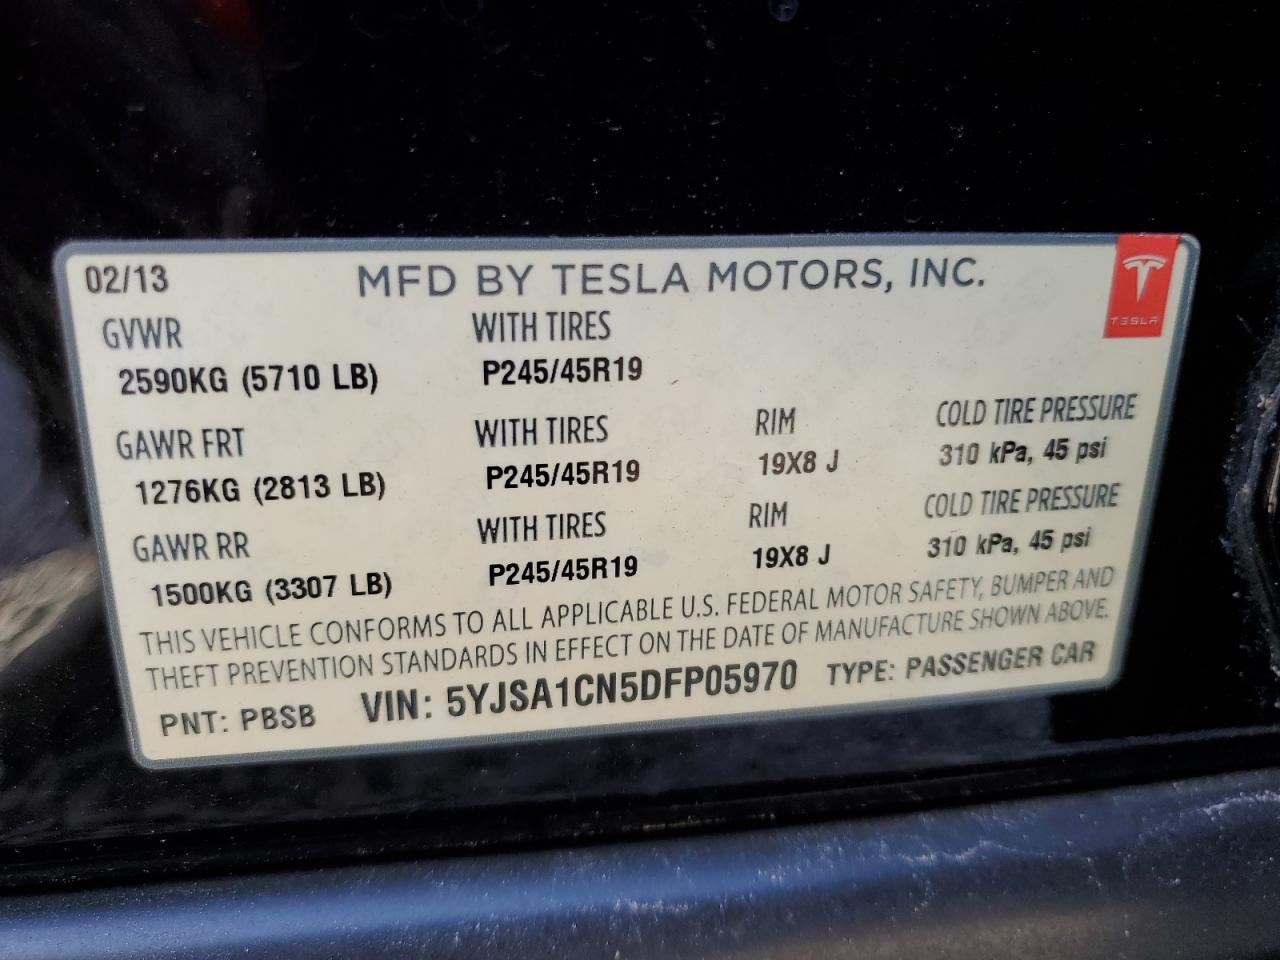 02/13 MFD BY TESLA MOTORS, INC.
TESLA
GVWR WITH TIRES
2590KG (5710 LB) P245/45R19
GAWR FRT WITH TIRES RIM COLD TIRE PRESSURE
1276KG (2813 LB) P245/45R19 19X8 J 310 kPa, 45 psi
GAWR RR WITH TIRES RIM COLD TIRE PRESSURE
1500KG (3307 LB) P245/45R19 19X8 J 310 kPa, 45 psi
THIS VEHICLE CONFORMS TO ALL APPLICABLE U.S. FEDERAL MOTOR SAFETY, BUMPER AND
THEFT PREVENTION STANDARDS IN EFFECT ON THE DATE OF MANUFACTURE SHOWN ABOVE.
PNT: PBSB VIN: 5YJSA1CN5DFP05970 TYPE: PASSENGER CAR